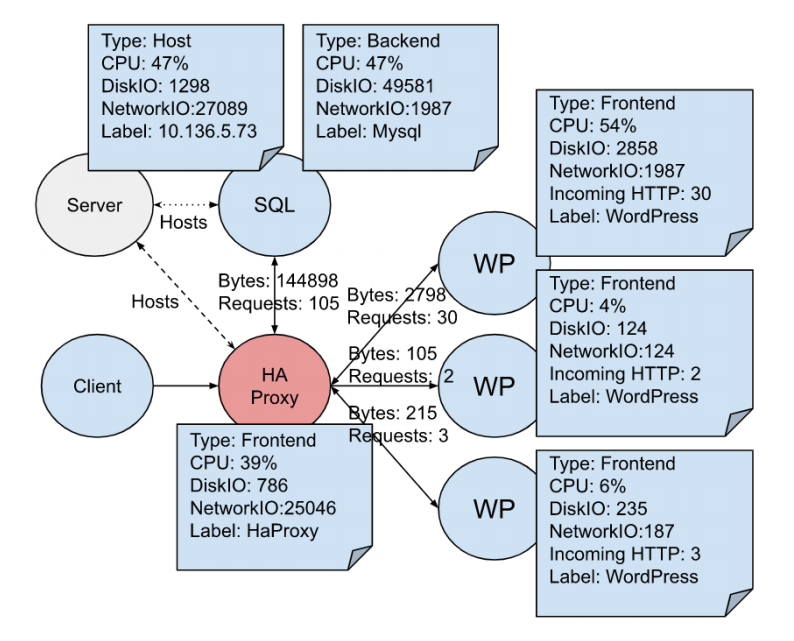 Type: Host
CPU: 47%
DiskIO: 1298
NetworkIO:27089
Label: 10.136.5.73
Type: Backend
CPU: 47%
DiskIO: 49581
NetworkIO:1987
Label: Mysql
Type: Frontend
CPU: 54%
DiskIO: 2858
NetworkIO:1987
Incoming HTTP: 30
Label: WordPress
Server
Hosts
SQL
WP
Bytes: 144898
Requests: 105
Bytes: 2798
Requests: 30
Hosts
Type: Frontend
CPU: 4%
DiskIO: 124
NetworkIO:124
Incoming HTTP: 2
Label: WordPress
Client
HA
Proxy
Bytes: 105
Requests: 2
WP
Bytes: 215
Requests: 3
Type: Frontend
CPU: 39%
DiskIO: 786
NetworkIO:25046
Label: HaProxy
WP
Type: Frontend
CPU: 6%
DiskIO: 235
NetworkIO:187
Incoming HTTP: 3
Label: WordPress